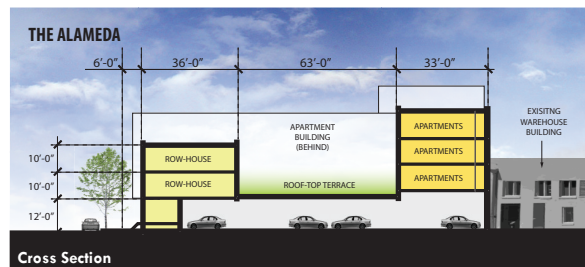 THE ALAMEDA
6'-0"
36'-0"
63'-0"
33'-0"
APARTMENT
BUILDING
(BEHIND)
APARTMENTS
EXISITNG
WAREHOUSE
BUILDING
10'-0"
ROW-HOUSE
APARTMENTS
10'-0"
ROW-HOUSE
ROOF-TOP TERRACE
APARTMENTS
12'-0"
Cross Section